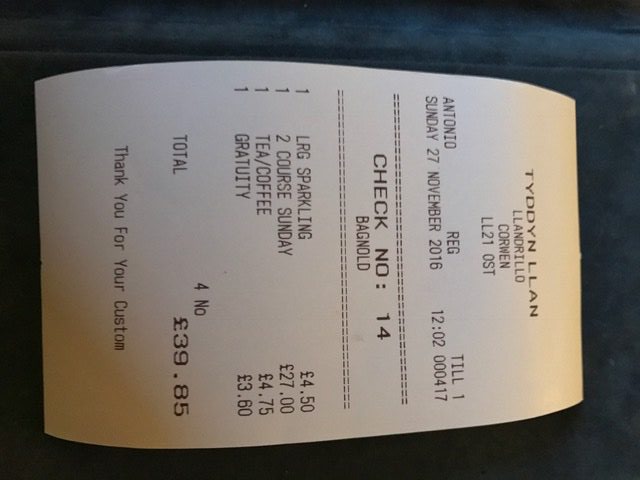 TYDDYN LLAN
LLANDRILLO
CORWEN
LL21 0ST
REG TILL 1
ANTONIO
SUNDAY 27 NOVEMBER 2016 12:02 000417
CHECK NO: 14
BAGNOLD
1 LRG SPARKLING £4.50
1 2 COURSE SUNDAY £27.00
1 TEA/COFFEE £4.75
1 GRATUITY £3.60
4 No
TOTAL £39.85
Thank You For Your Custom